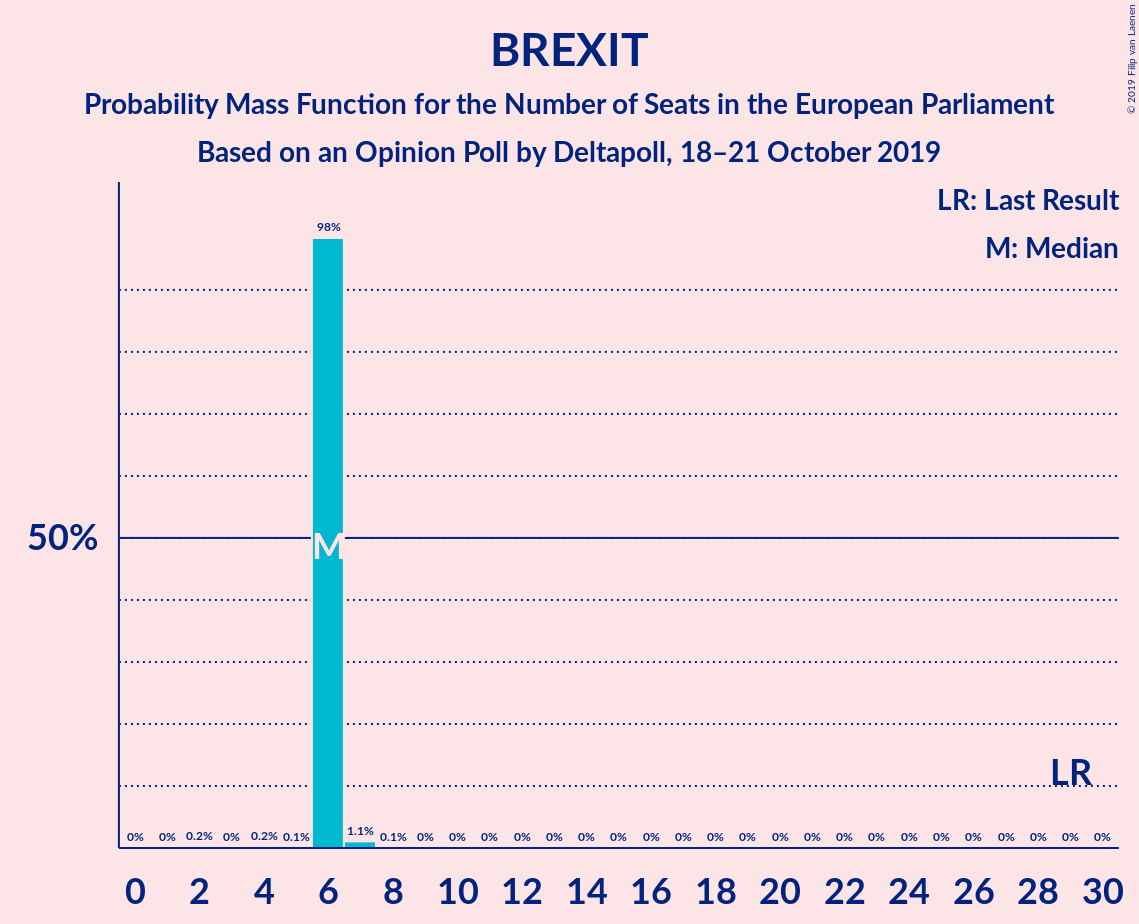 BREXIT
Probability Mass Function for the Number of Seats in the European Parliament
Based on an Opinion Poll by Deltapoll, 18–21 October 2019
© 2019 Filip van Laenen
LR: Last Result
M: Median
98%
50%
M
LR
0% 0% 0.2% 0% 0.2% 0.1% 1.1% 0.1% 0% 0% 0% 0% 0% 0% 0% 0% 0% 0% 0% 0% 0% 0% 0% 0% 0% 0% 0% 0% 0% 0%
0 2 4 6 8 10 12 14 16 18 20 22 24 26 28 30